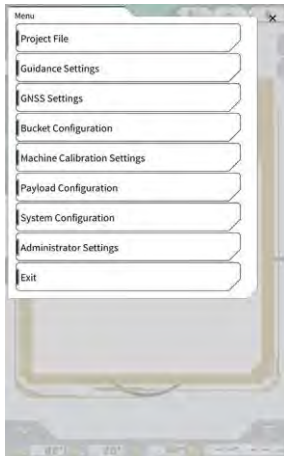 Menu
×
Project File
Guidance Settings
GNSS Settings
Bucket Configuration
Machine Calibration Settings
Payload Configuration
System Configuration
Administrator Settings
Exit